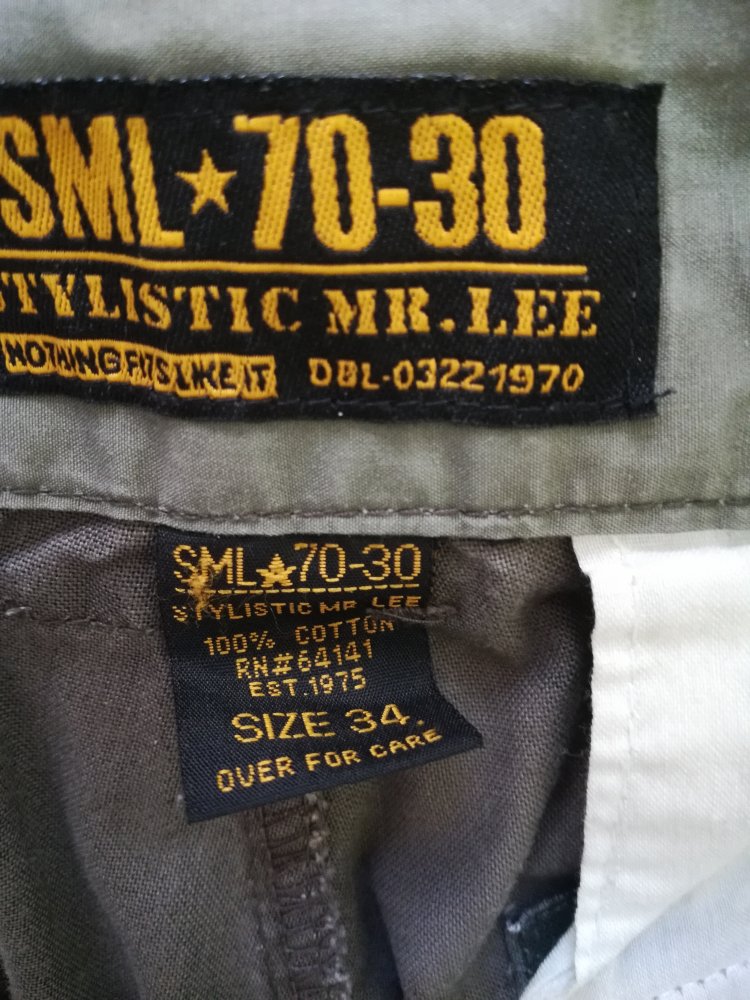 SML★70-30
STYLISTIC MR.LEE
NOTHING FITS LIKE IT DBL-03221970
SML★70-30
STYLISTIC MR LEE
100% COTTON
RN#64141
EST.1975
SIZE 34.
OVER FOR CARE